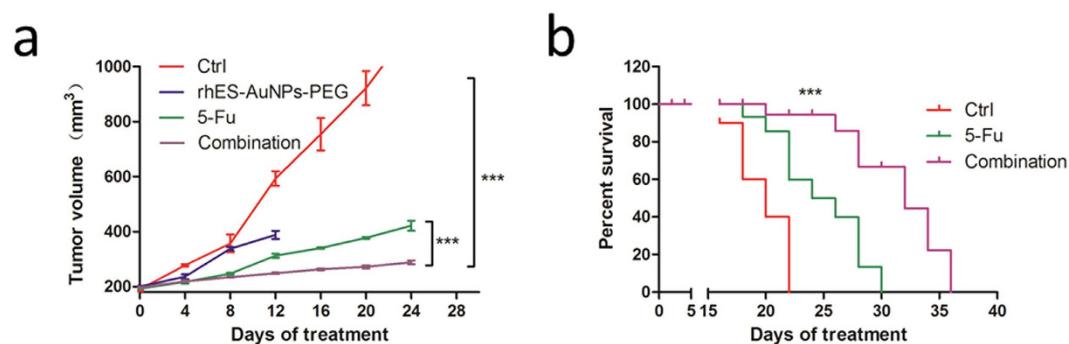 a
Ctrl
rhES-AuNPs-PEG
5-Fu
Combination
Tumor volume (mm³)
1000
800
600
400
200
0 4 8 12 16 20 24 28
Days of treatment
***
***
b
Percent survival
120
100
80
60
40
20
0
0 5 15 20 25 30 35 40
Days of treatment
***
Ctrl
5-Fu
Combination